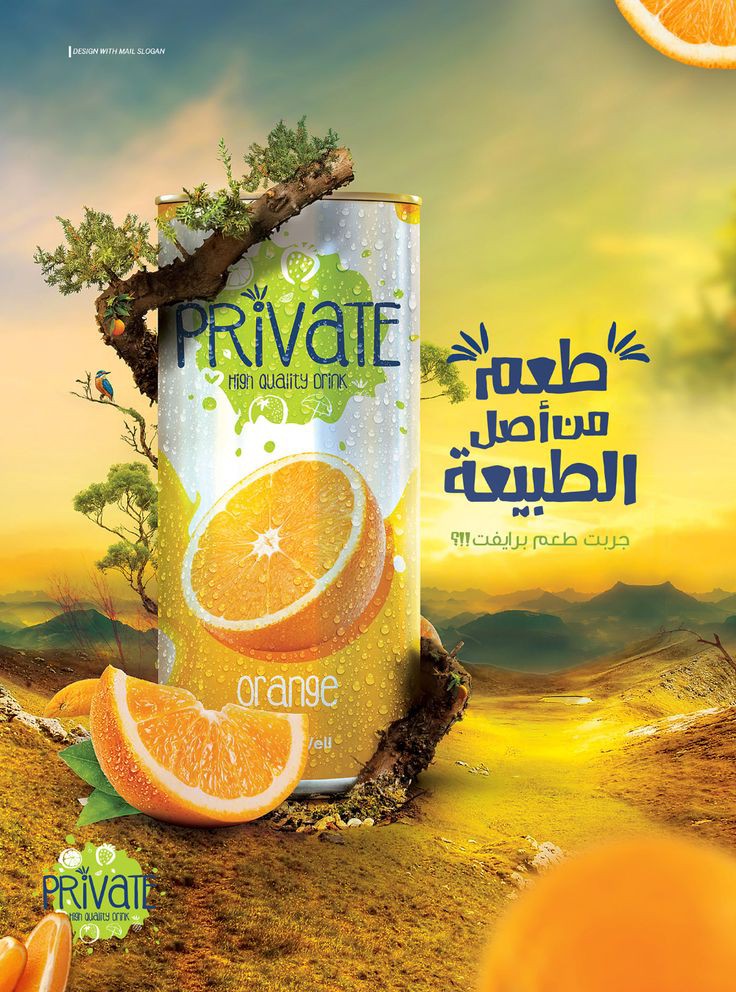 DESIGN WITH MAIL SLOGAN
PRIVATE
High Quality Drink
طعم
من أصل
الطبيعة
جربت طعم برايفت !!؟
orange
PRIVATE
High Quality Drink